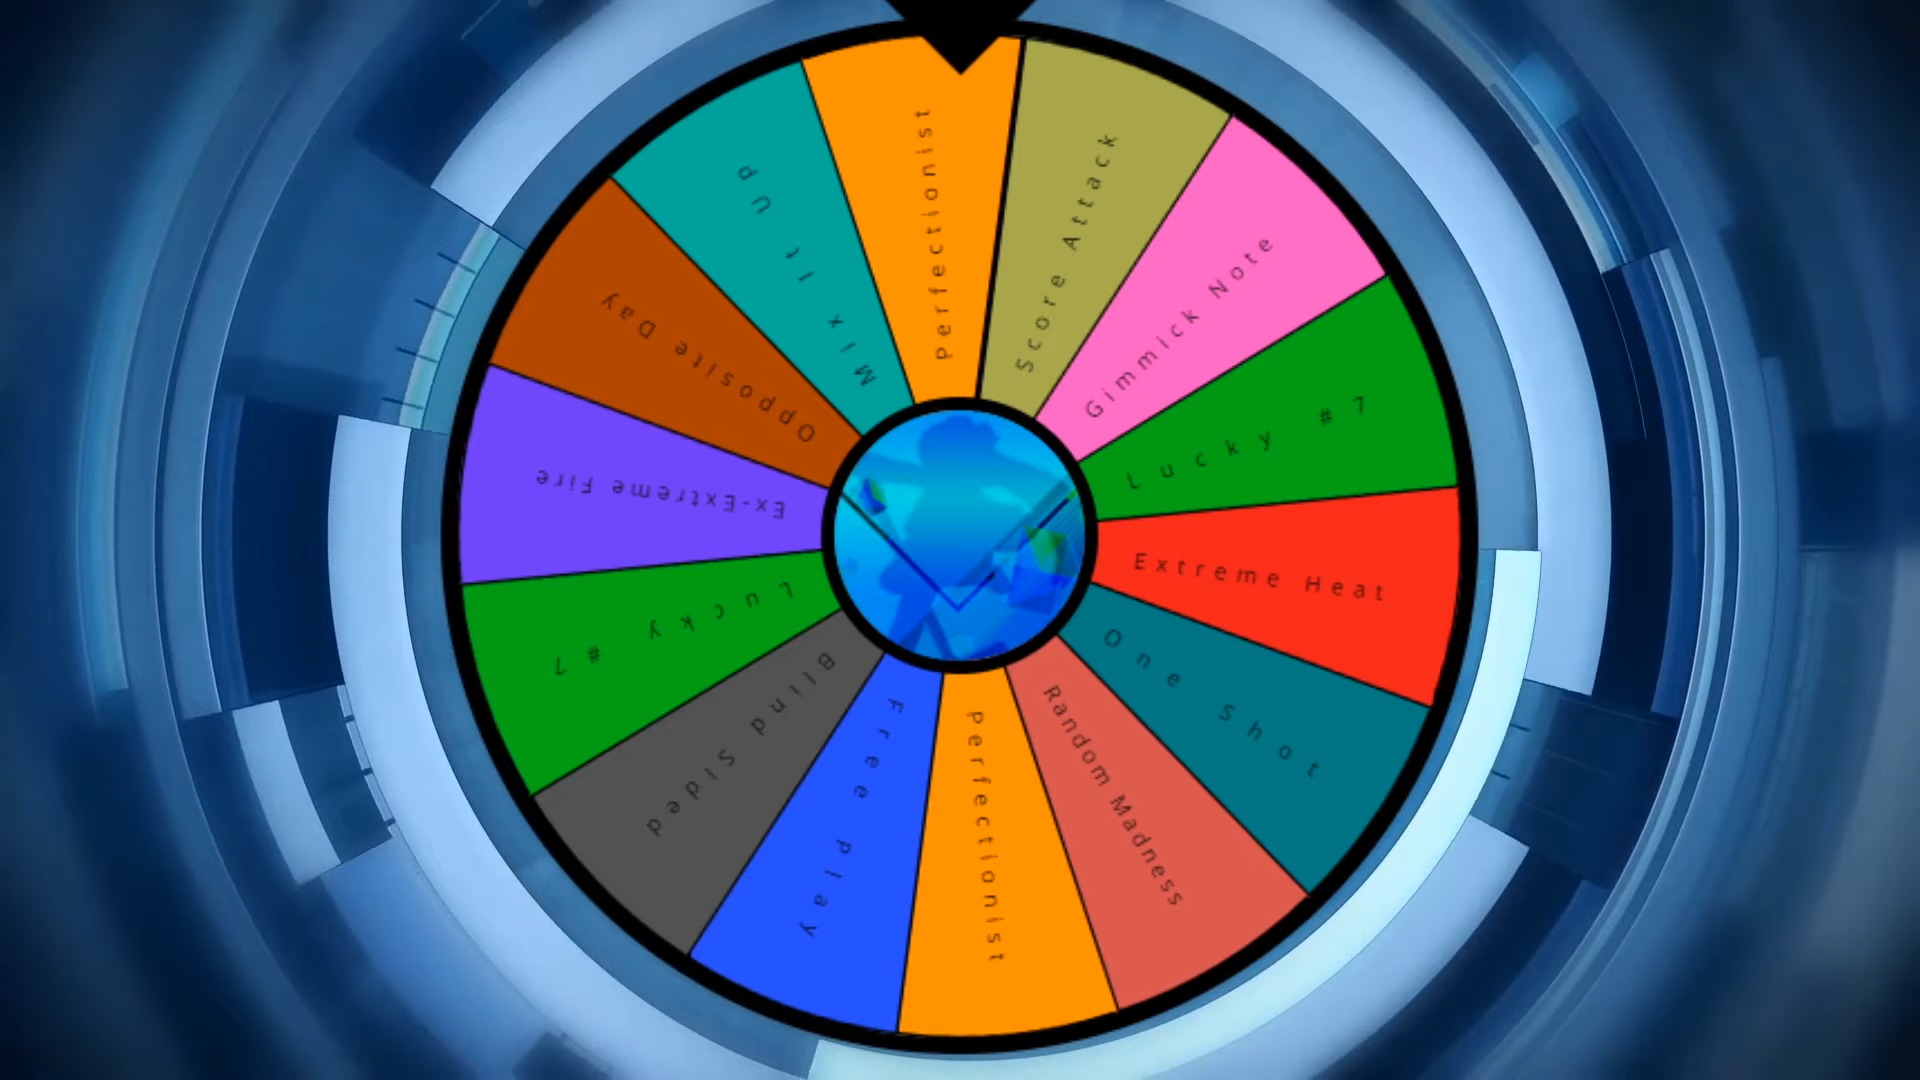 Perfectionist
Score Attack
Gimmick Note
Lucky #7
Extreme Heat
One Shot
Random Madness
Perfectionist
Free Play
Blind Sided
Lucky #7
Ex-Extreme Fire
Opposite Day
Mix It Up